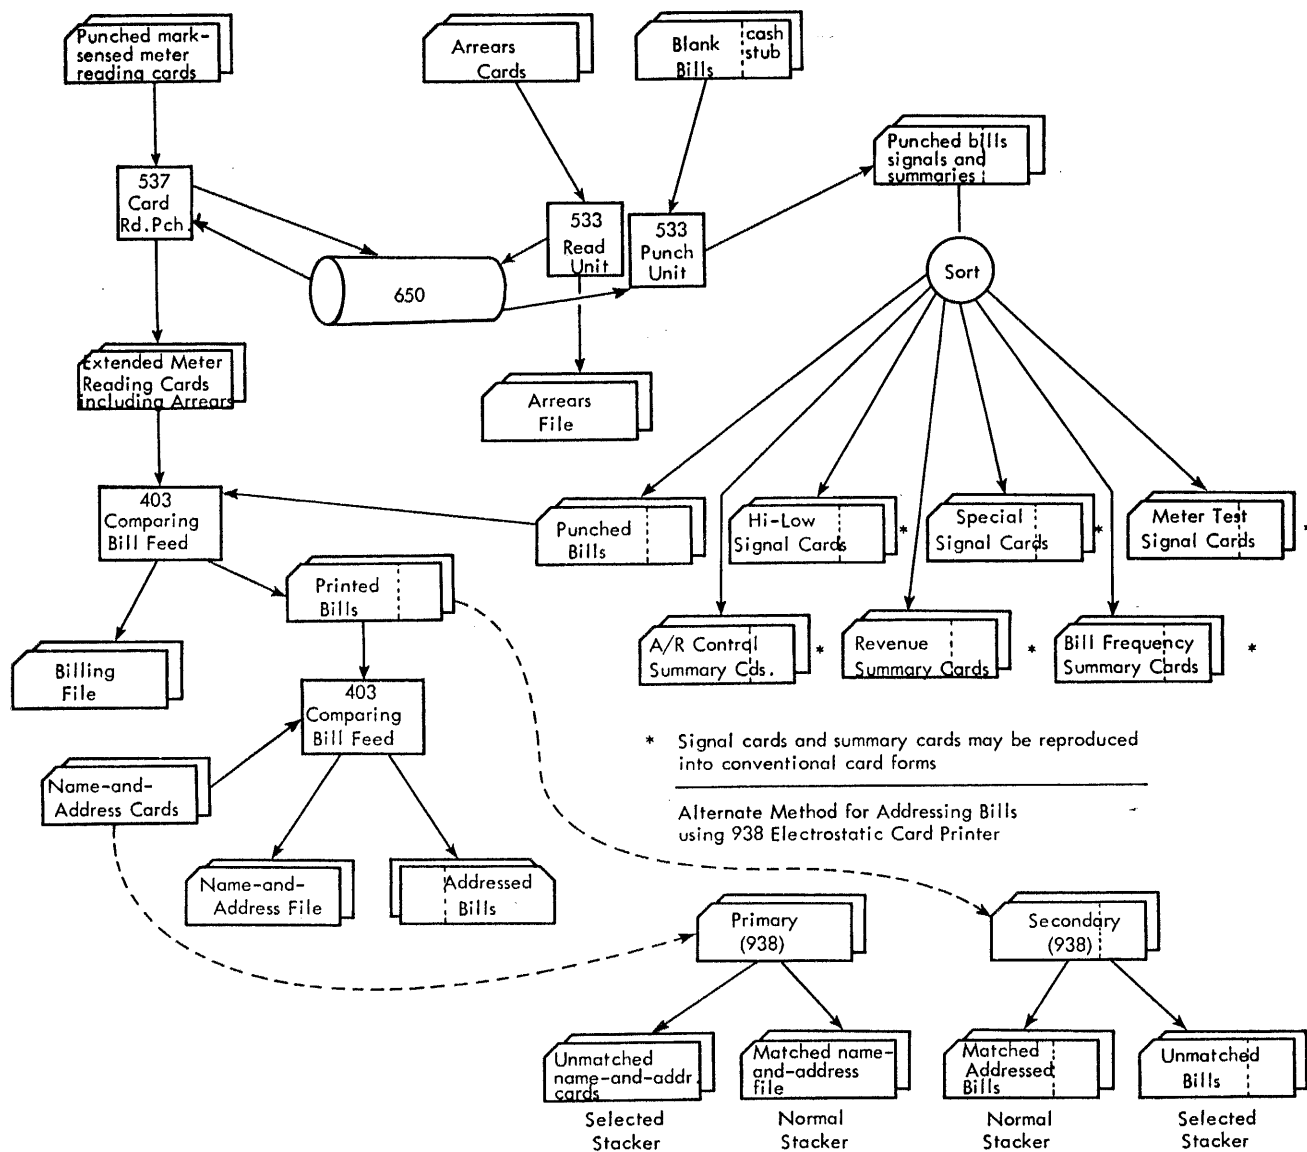 Punched mark-
sensed meter
reading cards
Arrears
Cards
Blank
Bills
cash
stub
Punched bills
signals and
summaries
537
Card
Rd.Pch.
533
Read
Unit
533
Punch
Unit
650
Sort
Extended Meter
Reading Cards
including Arrears
Arrears
File
403
Comparing
Bill Feed
Punched
Bills
Hi-Low
Signal Cards
*
Special
Signal Cards
*
Meter Test
Signal Cards
*
Printed
Bills
A/R Control
Summary Cds.
*
Revenue
Summary Cards
*
Bill Frequency
Summary Cards
*
Billing
File
403
Comparing
Bill Feed
* Signal cards and summary cards may be reproduced
into conventional card forms
Name-and-
Address Cards
Alternate Method for Addressing Bills
using 938 Electrostatic Card Printer
Name-and-
Address File
Addressed
Bills
Primary
(938)
Secondary
(938)
Unmatched
name-and-addr.
cards
Matched name-
and-address
file
Matched
Addressed
Bills
Unmatched
Bills
Selected
Stacker
Normal
Stacker
Normal
Stacker
Selected
Stacker